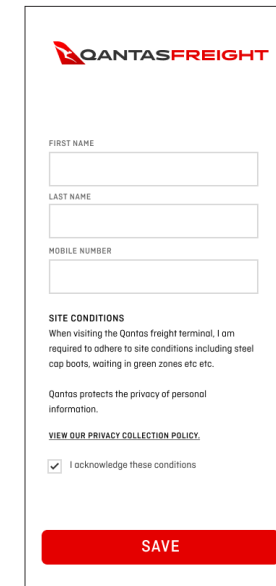 QANTASFREIGHT
FIRST NAME
LAST NAME
MOBILE NUMBER
SITE CONDITIONS
When visiting the Qantas freight terminal, I am
required to adhere to site conditions including steel
cap boots, waiting in green zones etc etc.
Qantas protects the privacy of personal
information.
VIEW OUR PRIVACY COLLECTION POLICY.
I acknowledge these conditions
SAVE